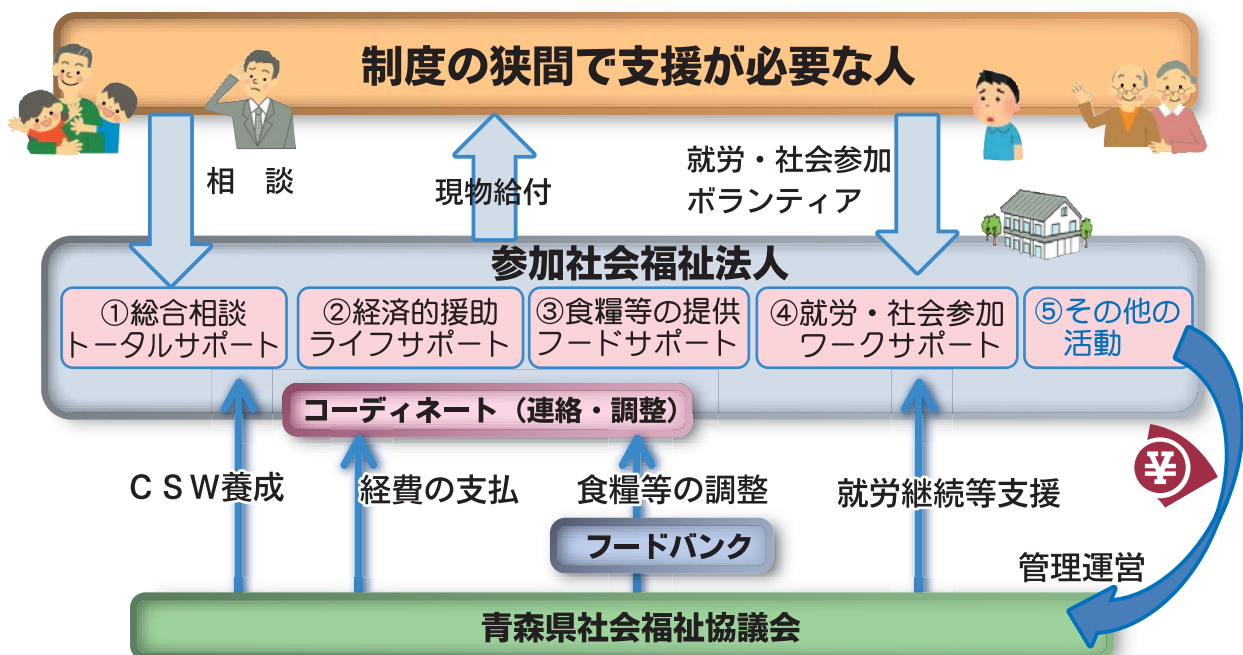 制度の狭間で支援が必要な人
相　談
現物給付
就労・社会参加
ボランティア
参加社会福祉法人
①総合相談
トータルサポート
②経済的援助
ライフサポート
③食糧等の提供
フードサポート
④就労・社会参加
ワークサポート
⑤その他の
活動
コーディネート（連絡・調整）
ＣＳＷ養成
経費の支払
食糧等の調整
就労継続等支援
¥
フードバンク
管理運営
青森県社会福祉協議会